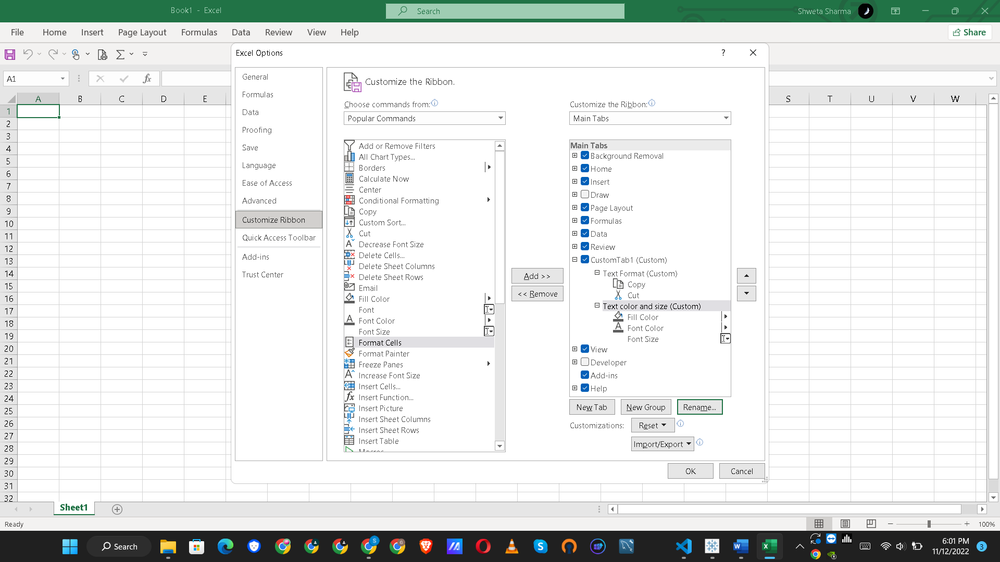 Book1 - Excel
Search
Shweta Sharma
File Home Insert Page Layout Formulas Data Review View Help
Share
Excel Options
?
A1
fx
A B C D E S T U V W
1
2
3
4
5
6
7
8
9
10
11
12
13
14
15
16
17
18
19
20
21
22
23
24
25
26
27
28
29
30
31
32
General
Formulas
Data
Proofing
Save
Language
Ease of Access
Advanced
Customize Ribbon
Quick Access Toolbar
Add-ins
Trust Center
Customize the Ribbon.
Choose commands from:
Popular Commands
Add or Remove Filters
All Chart Types...
Borders
Calculate Now
Center
Conditional Formatting
Copy
Custom Sort...
Cut
Decrease Font Size
Delete Cells...
Delete Sheet Columns
Delete Sheet Rows
Email
Fill Color
Font
Font Color
Font Size
Format Cells
Format Painter
Freeze Panes
Increase Font Size
Insert Cells...
Insert Function...
Insert Picture
Insert Sheet Columns
Insert Sheet Rows
Insert Table
Macros
Add >>
<< Remove
Customize the Ribbon:
Main Tabs
Main Tabs
Background Removal
Home
Insert
Draw
Page Layout
Formulas
Data
Review
CustomTab1 (Custom)
Text Format (Custom)
Copy
Cut
Text color and size (Custom)
Fill Color
Font Color
Font Size
View
Developer
Add-ins
Help
New Tab New Group Rename...
Customizations: Reset
Import/Export
OK Cancel
Sheet1
Ready
100%
Search
6:01 PM
11/12/2022
3